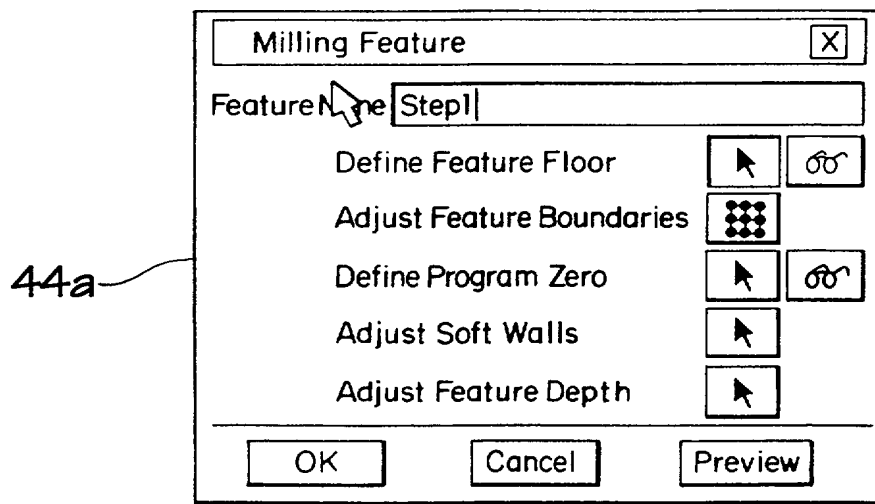 Milling Feature X
Feature Name Step1
Define Feature Floor
Adjust Feature Boundaries
44a
Define Program Zero
Adjust Soft Walls
Adjust Feature Depth
OK Cancel Preview